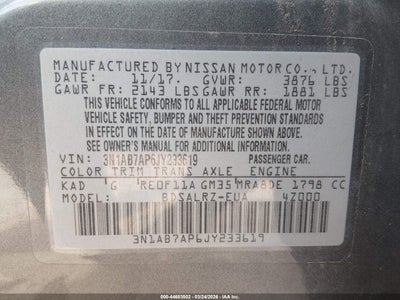 MANUFACTURED BY NISSAN MOTOR CO., LTD.
DATE: 11/17. GVWR: 3876 LBS
GAWR FR: 2143 LBS GAWR RR: 1881 LBS
THIS VEHICLE CONFORMS TO ALL APPLICABLE FEDERAL MOTOR
VEHICLE SAFETY, BUMPER AND THEFT PREVENTION STANDARDS
IN EFFECT ON THE DATE OF MANUFACTURE SHOWN ABOVE.
SEE OWNER'S MANUAL FOR ADDITIONAL INFORMATION.
VIN: 3N1AB7AP6JY233619 PASSENGER CAR.
COLOR TRIM TRANS AXLE ENGINE
KAD G RE0F11A GM35 MRA8DE 1798 CC
MODEL: BDSALRZ-EUA 4Z000
3N1AB7AP6JY233619
000-44683502 - 03/24/2026 - IAA Inc. (USA)